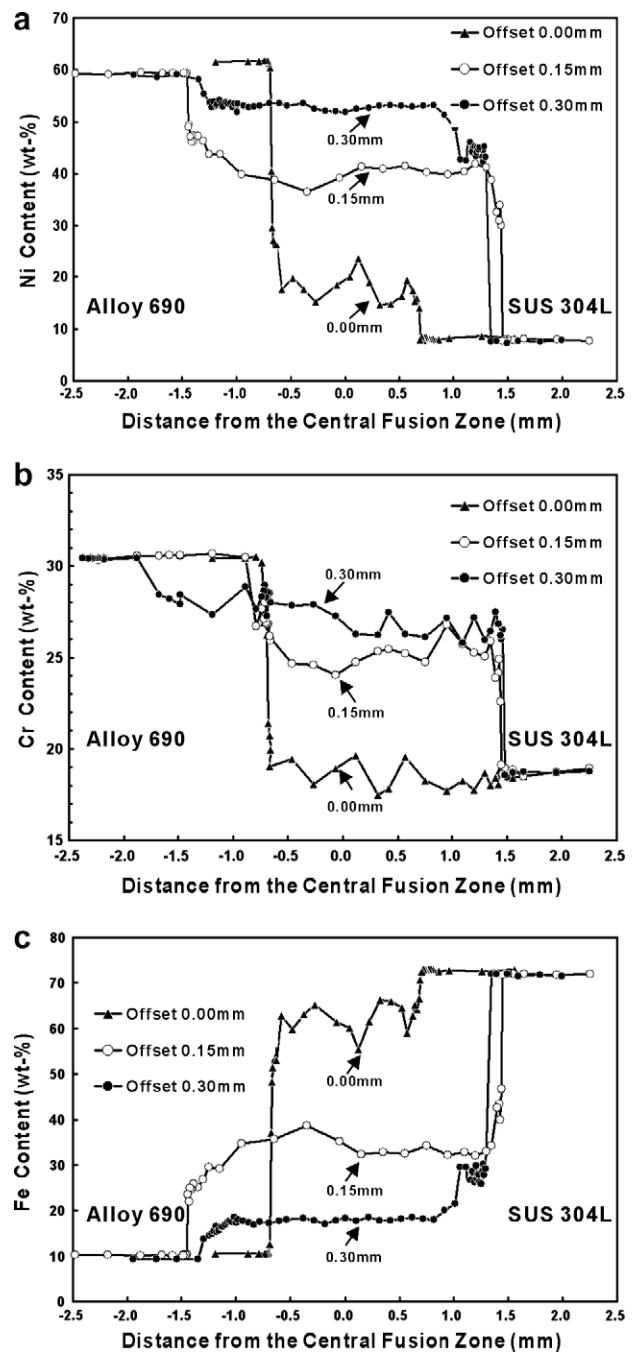 a
Offset 0.00mm
Offset 0.15mm
Offset 0.30mm
70
60
50
40
30
20
10
0
Ni Content (wt-%)
0.30mm
0.15mm
0.00mm
Alloy 690
SUS 304L
-2.5 -2.0 -1.5 -1.0 -0.5 0.0 0.5 1.0 1.5 2.0 2.5
Distance from the Central Fusion Zone (mm)
b
Offset 0.00mm
Offset 0.15mm
Offset 0.30mm
35
30
25
20
15
Cr Content (wt-%)
0.30mm
0.15mm
0.00mm
Alloy 690
SUS 304L
-2.5 -2.0 -1.5 -1.0 -0.5 0.0 0.5 1.0 1.5 2.0 2.5
Distance from the Central Fusion Zone (mm)
c
Offset 0.00mm
Offset 0.15mm
Offset 0.30mm
80
70
60
50
40
30
20
10
0
Fe Content (wt-%)
0.00mm
0.15mm
0.30mm
Alloy 690
SUS 304L
-2.5 -2.0 -1.5 -1.0 -0.5 0.0 0.5 1.0 1.5 2.0 2.5
Distance from the Central Fusion Zone (mm)